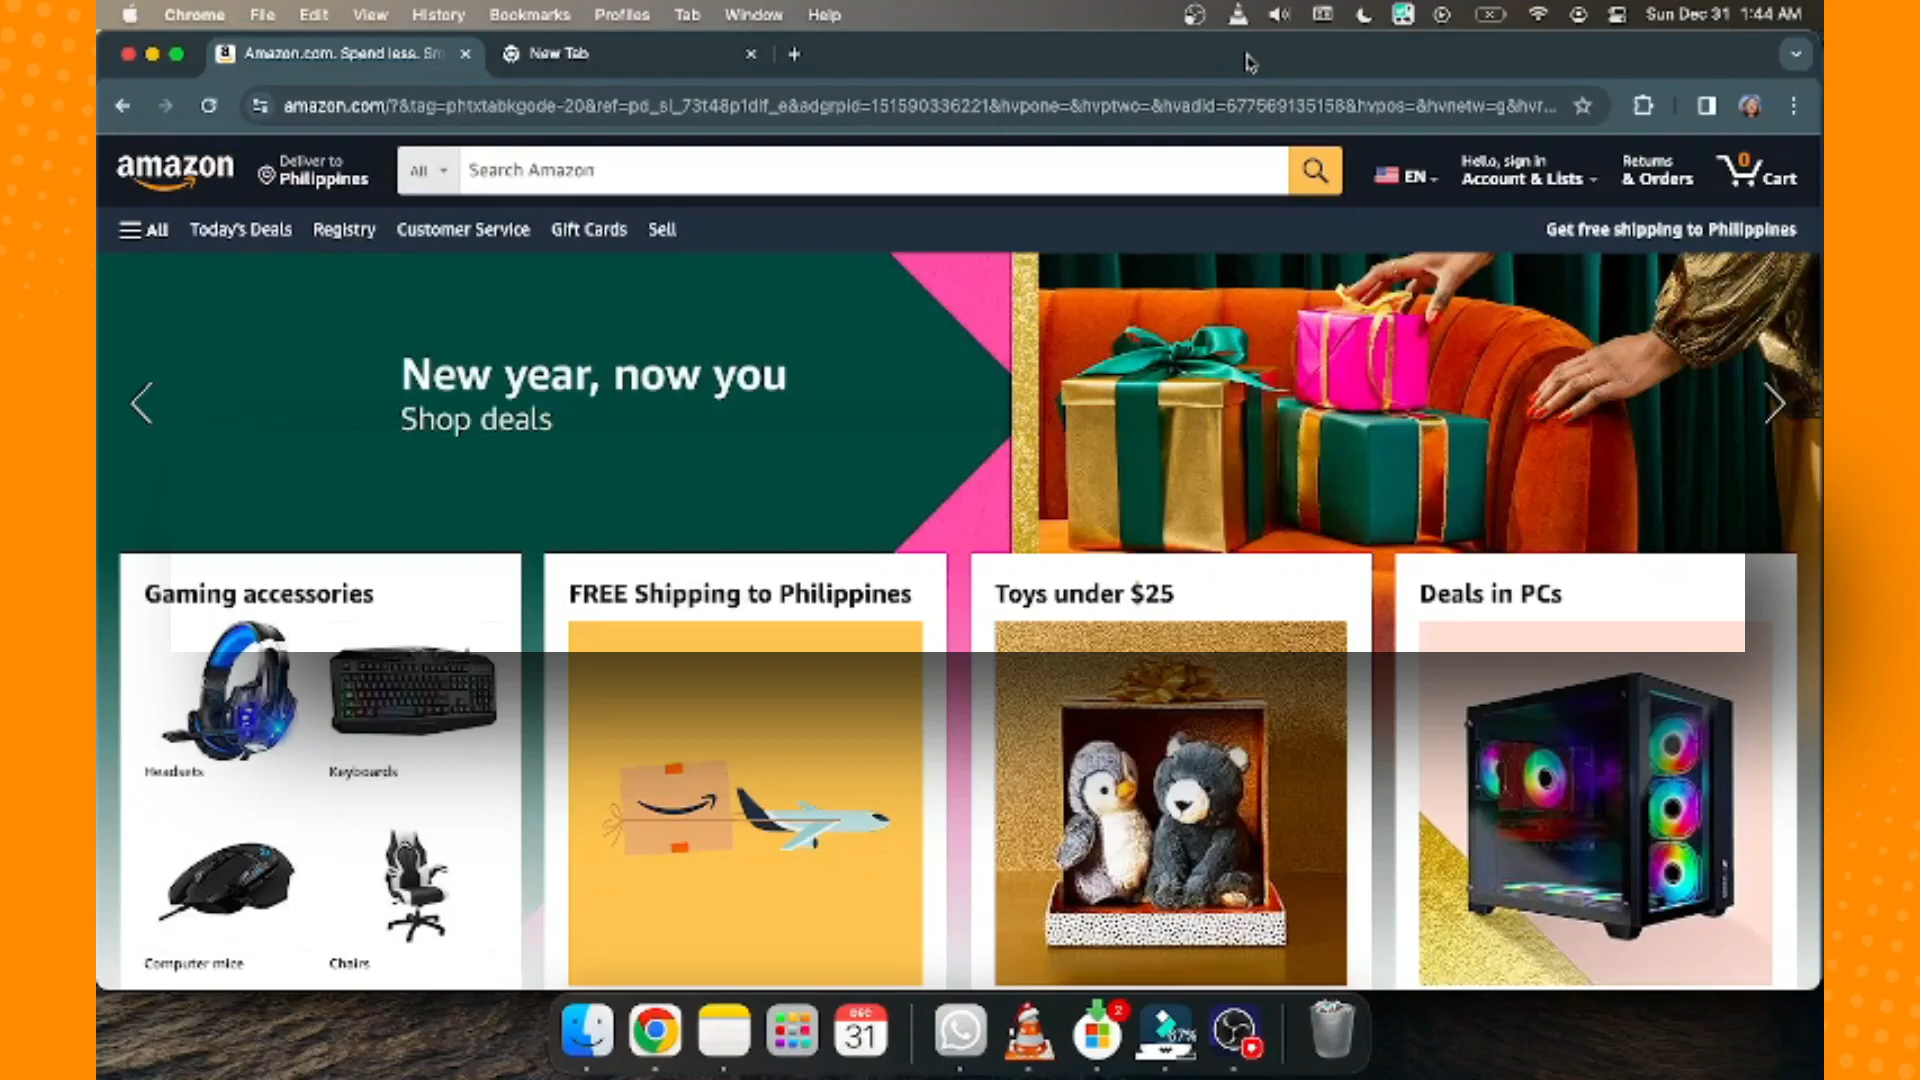 Chrome File Edit View History Bookmarks Profiles Tab Window Help
Sun Dec 31 1:44 AM
Amazon.com. Spend less. Sm
New Tab
amazon.com/?&tag=phtxtabkgode-20&ref=pd_sl_73t48p1dlf_e&adgrpid=151590336221&hvpone=&hvptwo=&hvadid=677569135158&hvpos=&hvnetw=g&hvr...
amazon
Deliver to
Philippines
All
Search Amazon
EN
Hello, sign in
Account & Lists
Returns
& Orders
0
Cart
All
Today's Deals
Registry
Customer Service
Gift Cards
Sell
Get free shipping to Philippines
New year, now you
Shop deals
Gaming accessories
Headsets
Keyboards
Computer mice
Chairs
FREE Shipping to Philippines
Toys under $25
Deals in PCs
DEC
31
2